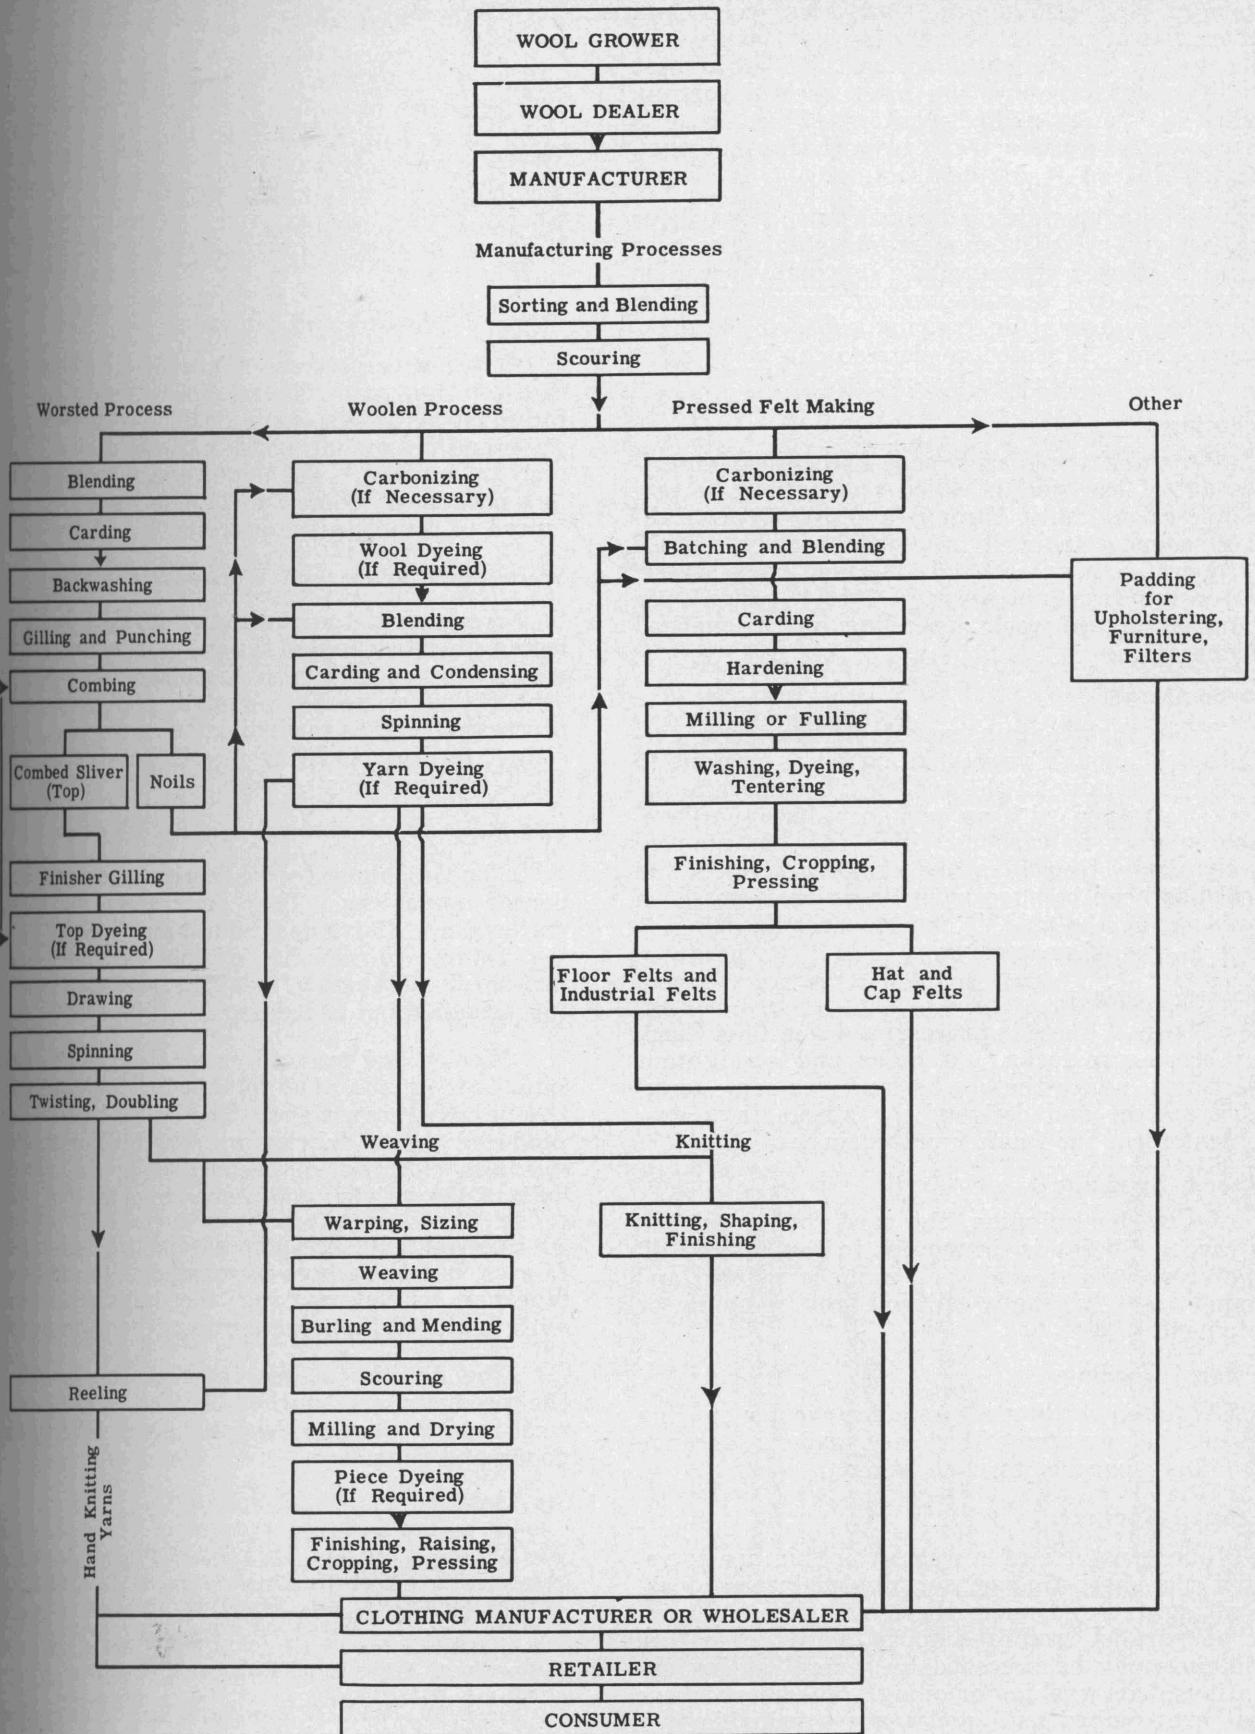 WOOL GROWER
WOOL DEALER
MANUFACTURER
Manufacturing Processes
Sorting and Blending
Scouring
Worsted Process
Blending
Carding
Backwashing
Gilling and Punching
Combing
Combed Sliver
(Top)
Noils
Finisher Gilling
Top Dyeing
(If Required)
Drawing
Spinning
Twisting, Doubling
Reeling
Hand Knitting
Yarns
Woolen Process
Carbonizing
(If Necessary)
Wool Dyeing
(If Required)
Blending
Carding and Condensing
Spinning
Yarn Dyeing
(If Required)
Weaving
Warping, Sizing
Weaving
Burling and Mending
Scouring
Milling and Drying
Piece Dyeing
(If Required)
Finishing, Raising,
Cropping, Pressing
Knitting
Knitting, Shaping,
Finishing
Pressed Felt Making
Carbonizing
(If Necessary)
Batching and Blending
Carding
Hardening
Milling or Fulling
Washing, Dyeing,
Tentering
Finishing, Cropping,
Pressing
Floor Felts and
Industrial Felts
Hat and
Cap Felts
Other
Padding
for
Upholstering,
Furniture,
Filters
CLOTHING MANUFACTURER OR WHOLESALER
RETAILER
CONSUMER